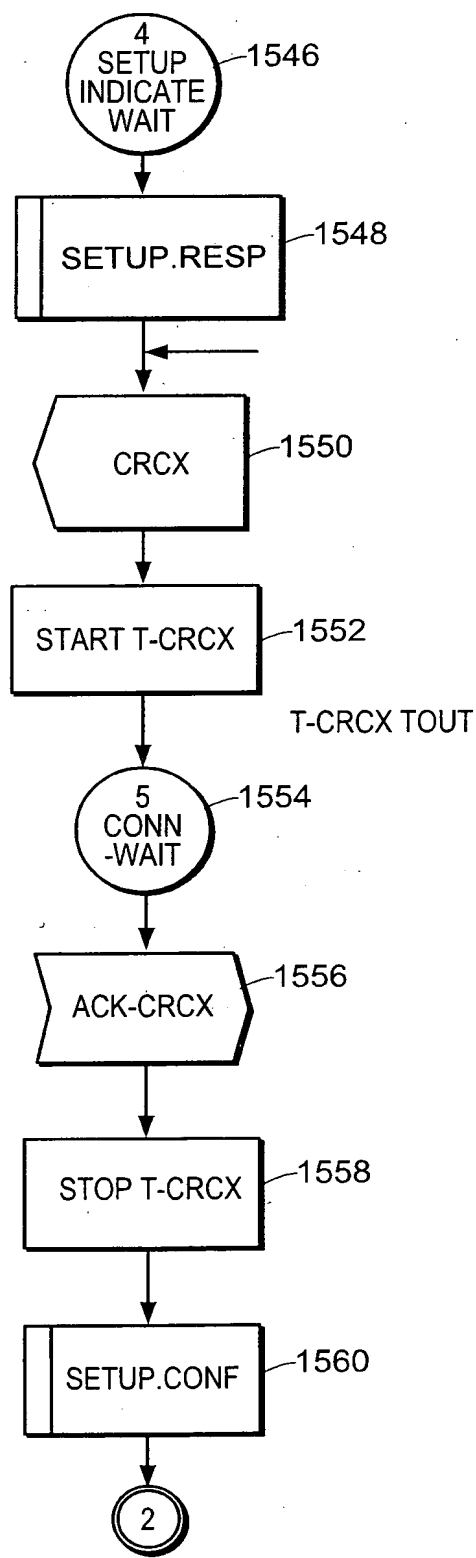 4
SETUP
INDICATE
WAIT
1546
SETUP.RESP
1548
CRCX
1550
START T-CRCX
1552
T-CRCX TOUT
5
CONN
-WAIT
1554
ACK-CRCX
1556
STOP T-CRCX
1558
SETUP.CONF
1560
2